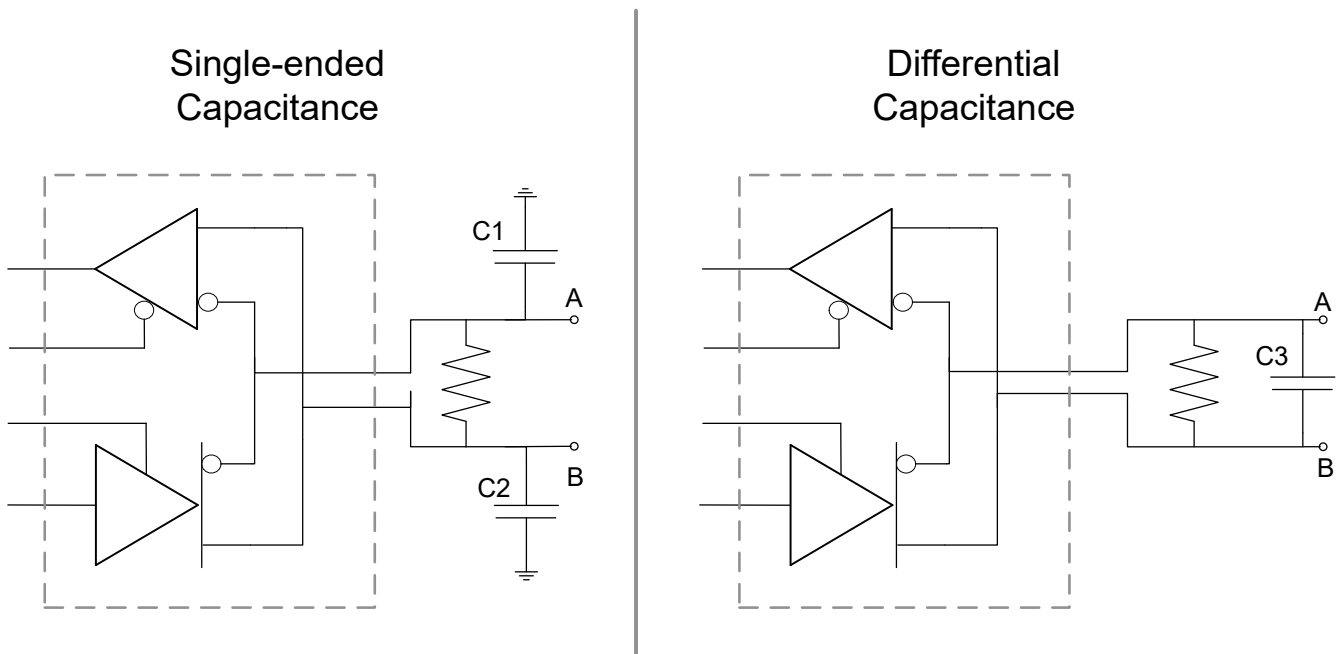 Single-ended
Capacitance
C1
A
C2
B
Differential
Capacitance
A
C3
B